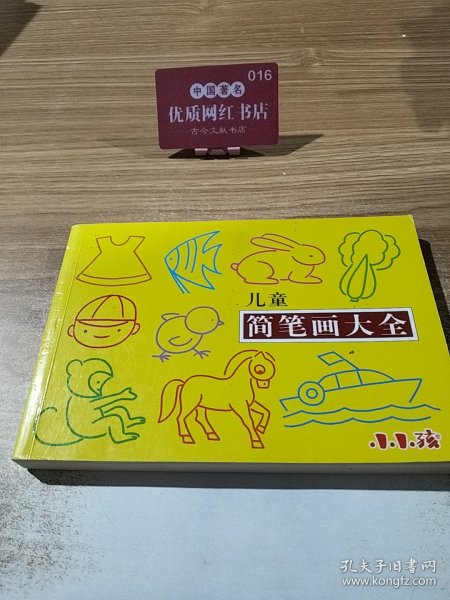 016
中国著名
优质网红书店
古今文献书店
儿童
简笔画大全
小小孩
孔夫子旧书网
www.kongfz.com